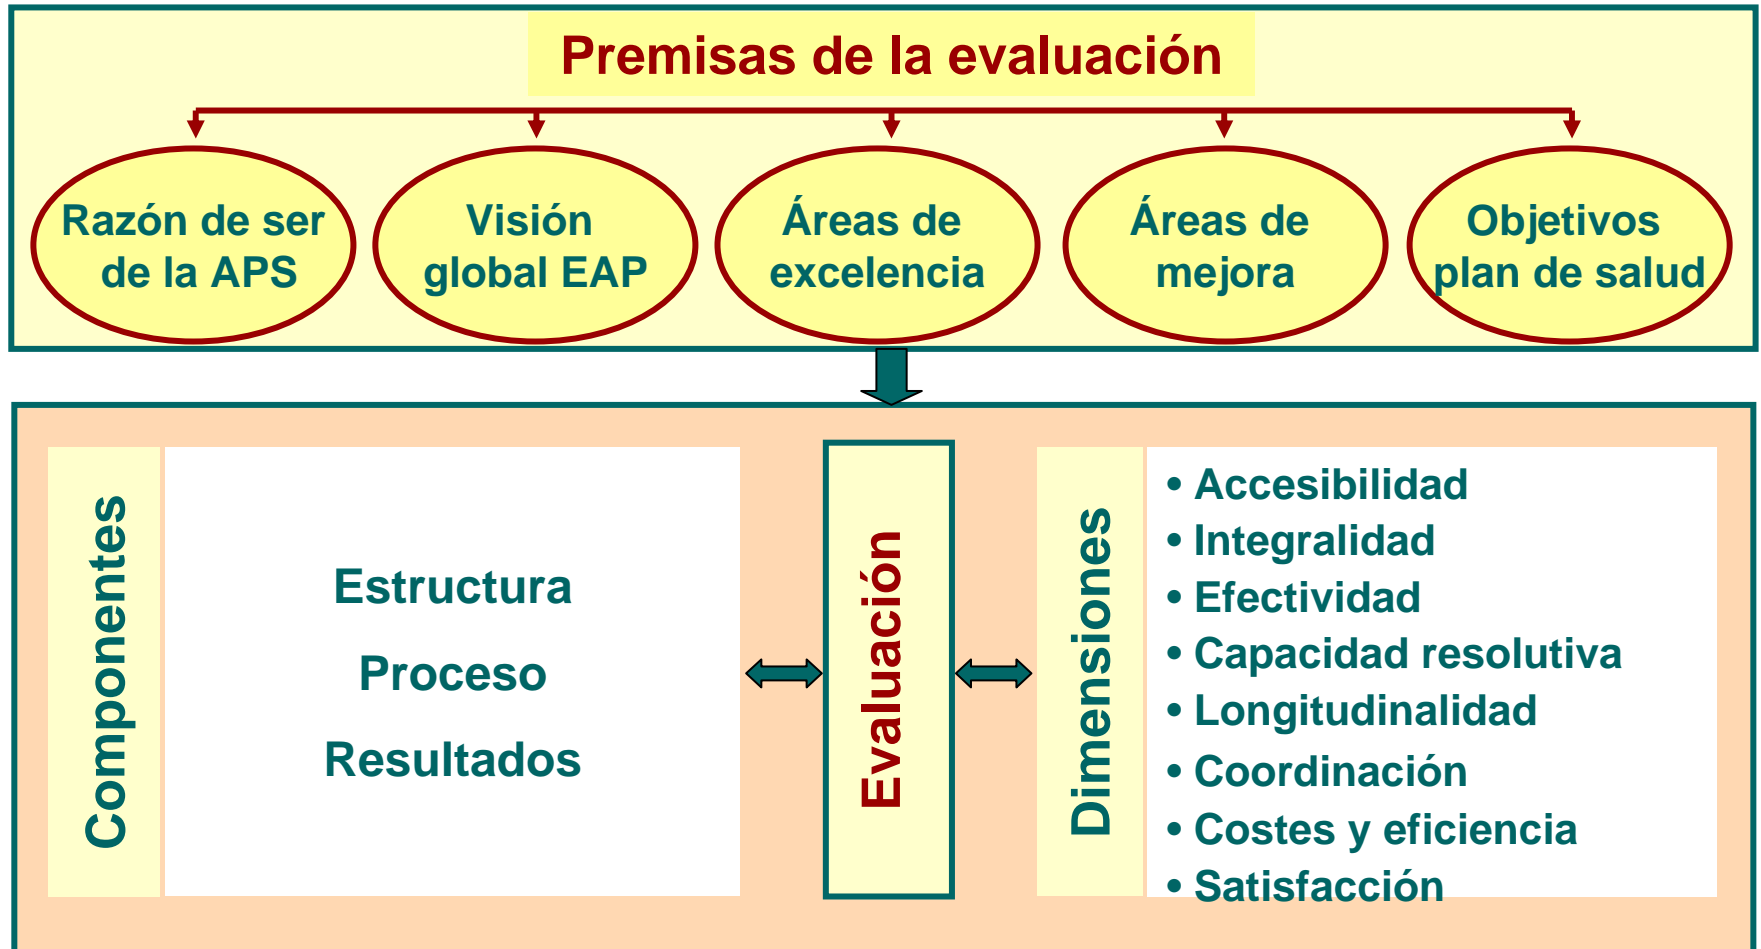 Premisas de la evaluación
Razón de ser
de la APS
Visión
global EAP
Áreas de
excelencia
Áreas de
mejora
Objetivos
plan de salud
Componentes
Estructura
Proceso
Resultados
Evaluación
Dimensiones
• Accesibilidad
• Integralidad
• Efectividad
• Capacidad resolutiva
• Longitudinalidad
• Coordinación
• Costes y eficiencia
• Satisfacción